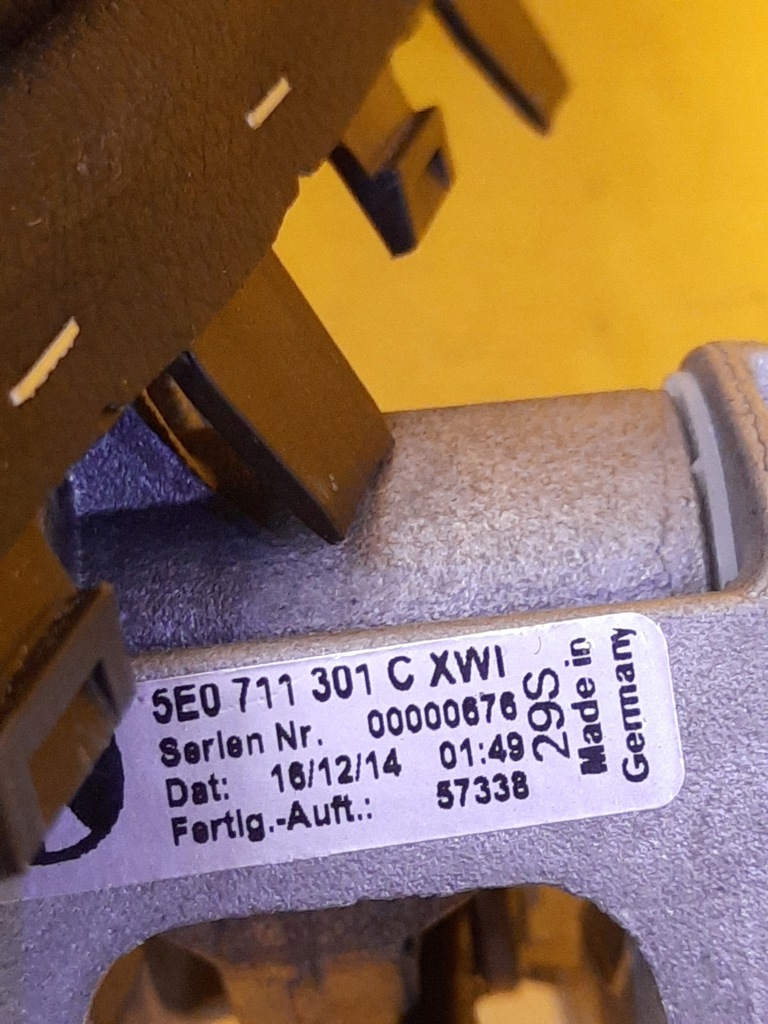 5E0 711 301 C XWI
Serien Nr. 00000676
Dat: 16/12/14 01:49
Fertig.-Auft.: 57338
29S
Made in
Germany